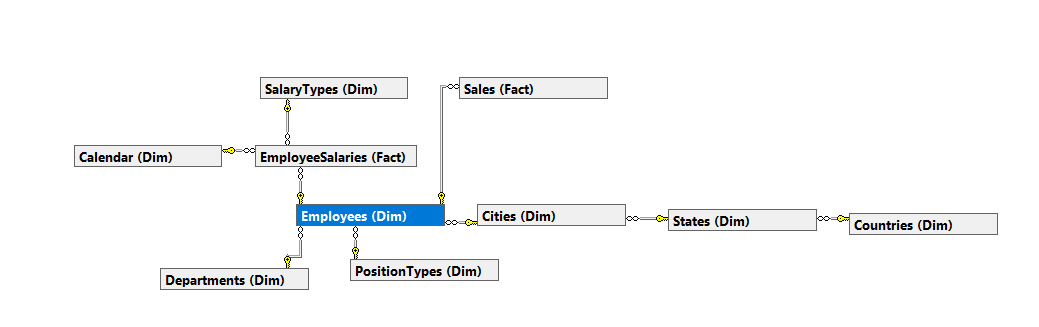 SalaryTypes (Dim)
Sales (Fact)
Calendar (Dim)
EmployeeSalaries (Fact)
Employees (Dim)
Cities (Dim)
States (Dim)
Countries (Dim)
Departments (Dim)
PositionTypes (Dim)